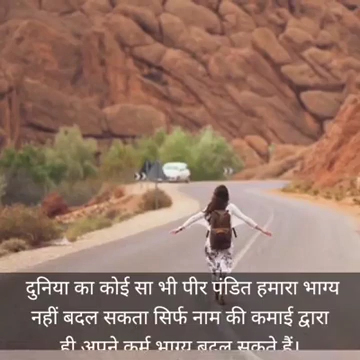 दुनिया का कोई सा भी पीर पंडित हमारा भाग्य
नहीं बदल सकता सिर्फ नाम की कमाई द्वारा
ही अपने कर्म भाग्य बदल सकते हैं।